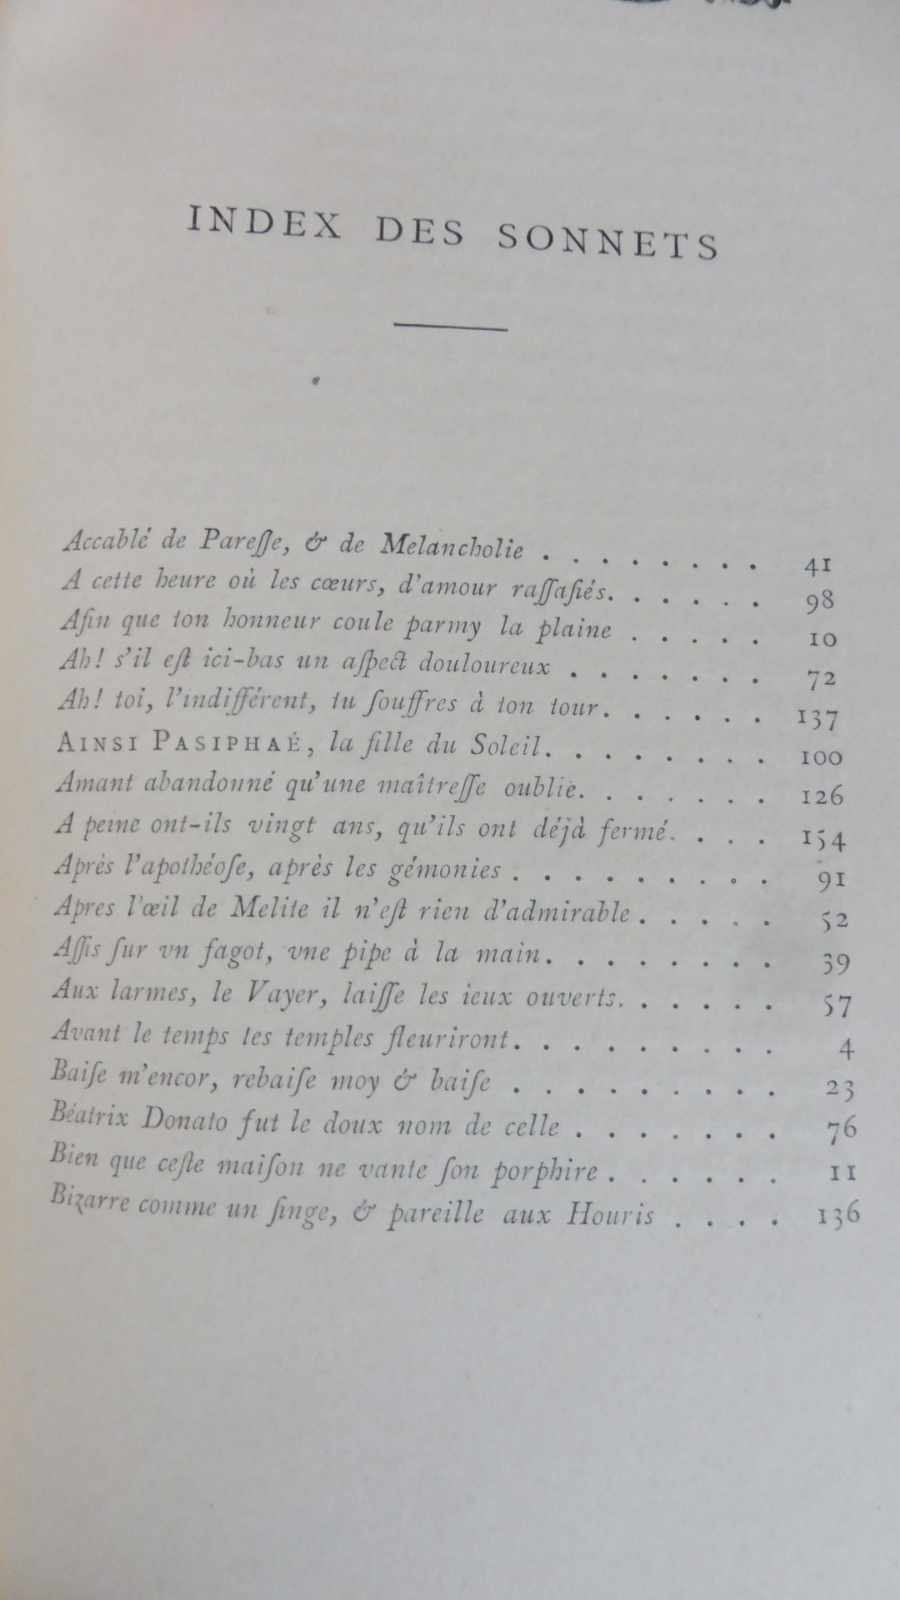 INDEX DES SONNETS
Accablé de Pareſſe, & de Melancholie . . . . . . . . 41
A cette heure où les cœurs, d'amour raſſaſiés. . . . . . 98
Afin que ton honneur coule parmy la plaine . . . . . 10
Ah! s'il eſt ici-bas un aſpect douloureux . . . . . . . 72
Ah! toi, l'indifférent, tu ſouffres à ton tour. . . . . . 137
AINSI PASIPHAÉ, la fille du Soleil. . . . . . . . 100
Amant abandonné qu'une maîtreſſe oublie. . . . . . . 126
A peine ont-ils vingt ans, qu'ils ont déjà fermé. . . . 154
Après l'apothéoſe, après les gémonies . . . . . . . . . 91
Apres l'œil de Melite il n'eſt rien d'admirable . . . . . 52
Aſſis ſur vn fagot, vne pipe à la main. . . . . . . . 39
Aux larmes, le Vayer, laiſſe les ieux ouverts. . . . . . 57
Avant le temps tes temples fleuriront. . . . . . . . . 4
Baiſe m'encor, rebaiſe moy & baiſe . . . . . . . . . 23
Béatrix Donato fut le doux nom de celle . . . . . . . 76
Bien que ceſte maiſon ne vante ſon porphire . . . . . . 11
Bizarre comme un ſinge, & pareille aux Houris . . . . 136